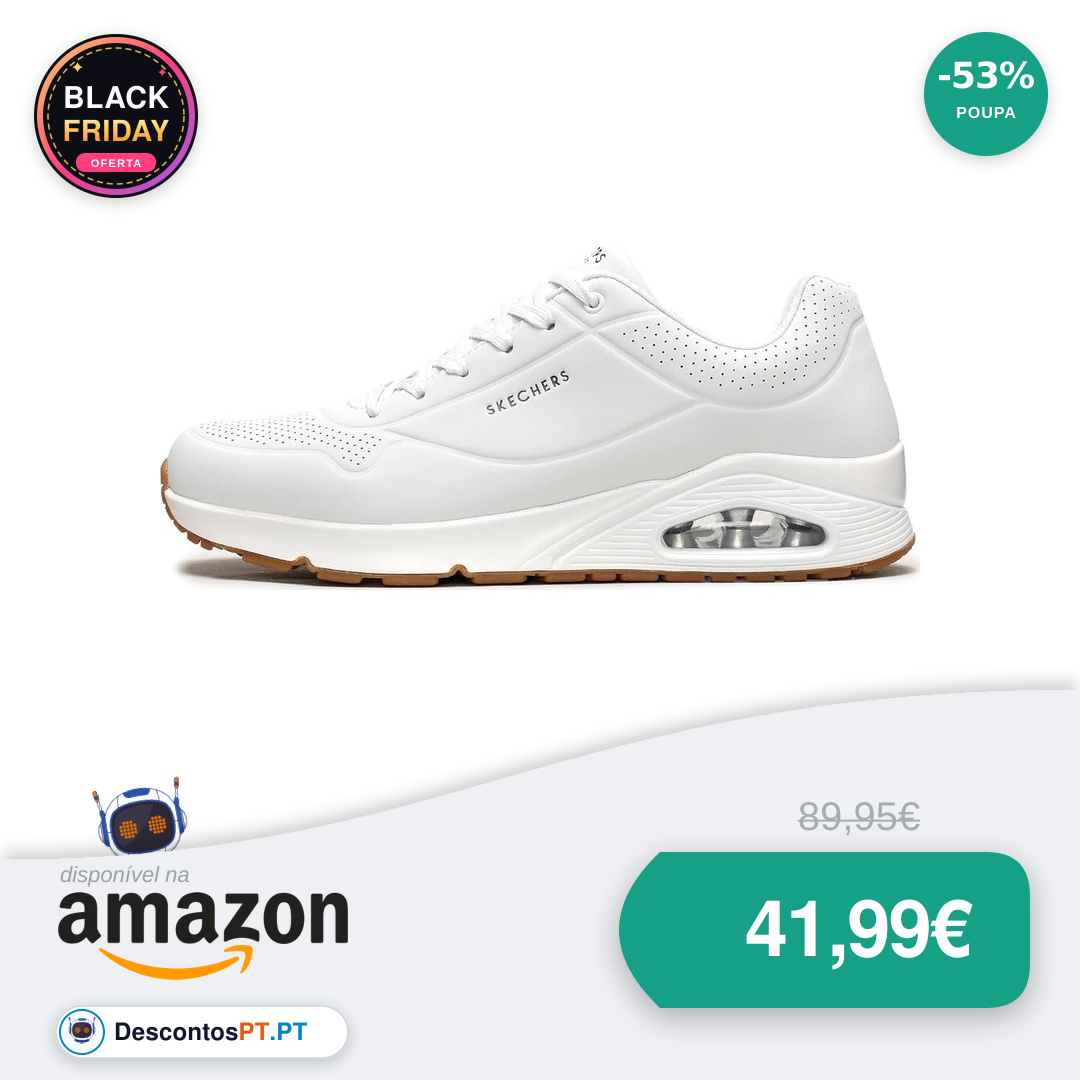 BLACK
FRIDAY
OFERTA
-53%
POUPA
SKECHERS
89,95€
disponível na
amazon
41,99€
DescontosPT.PT